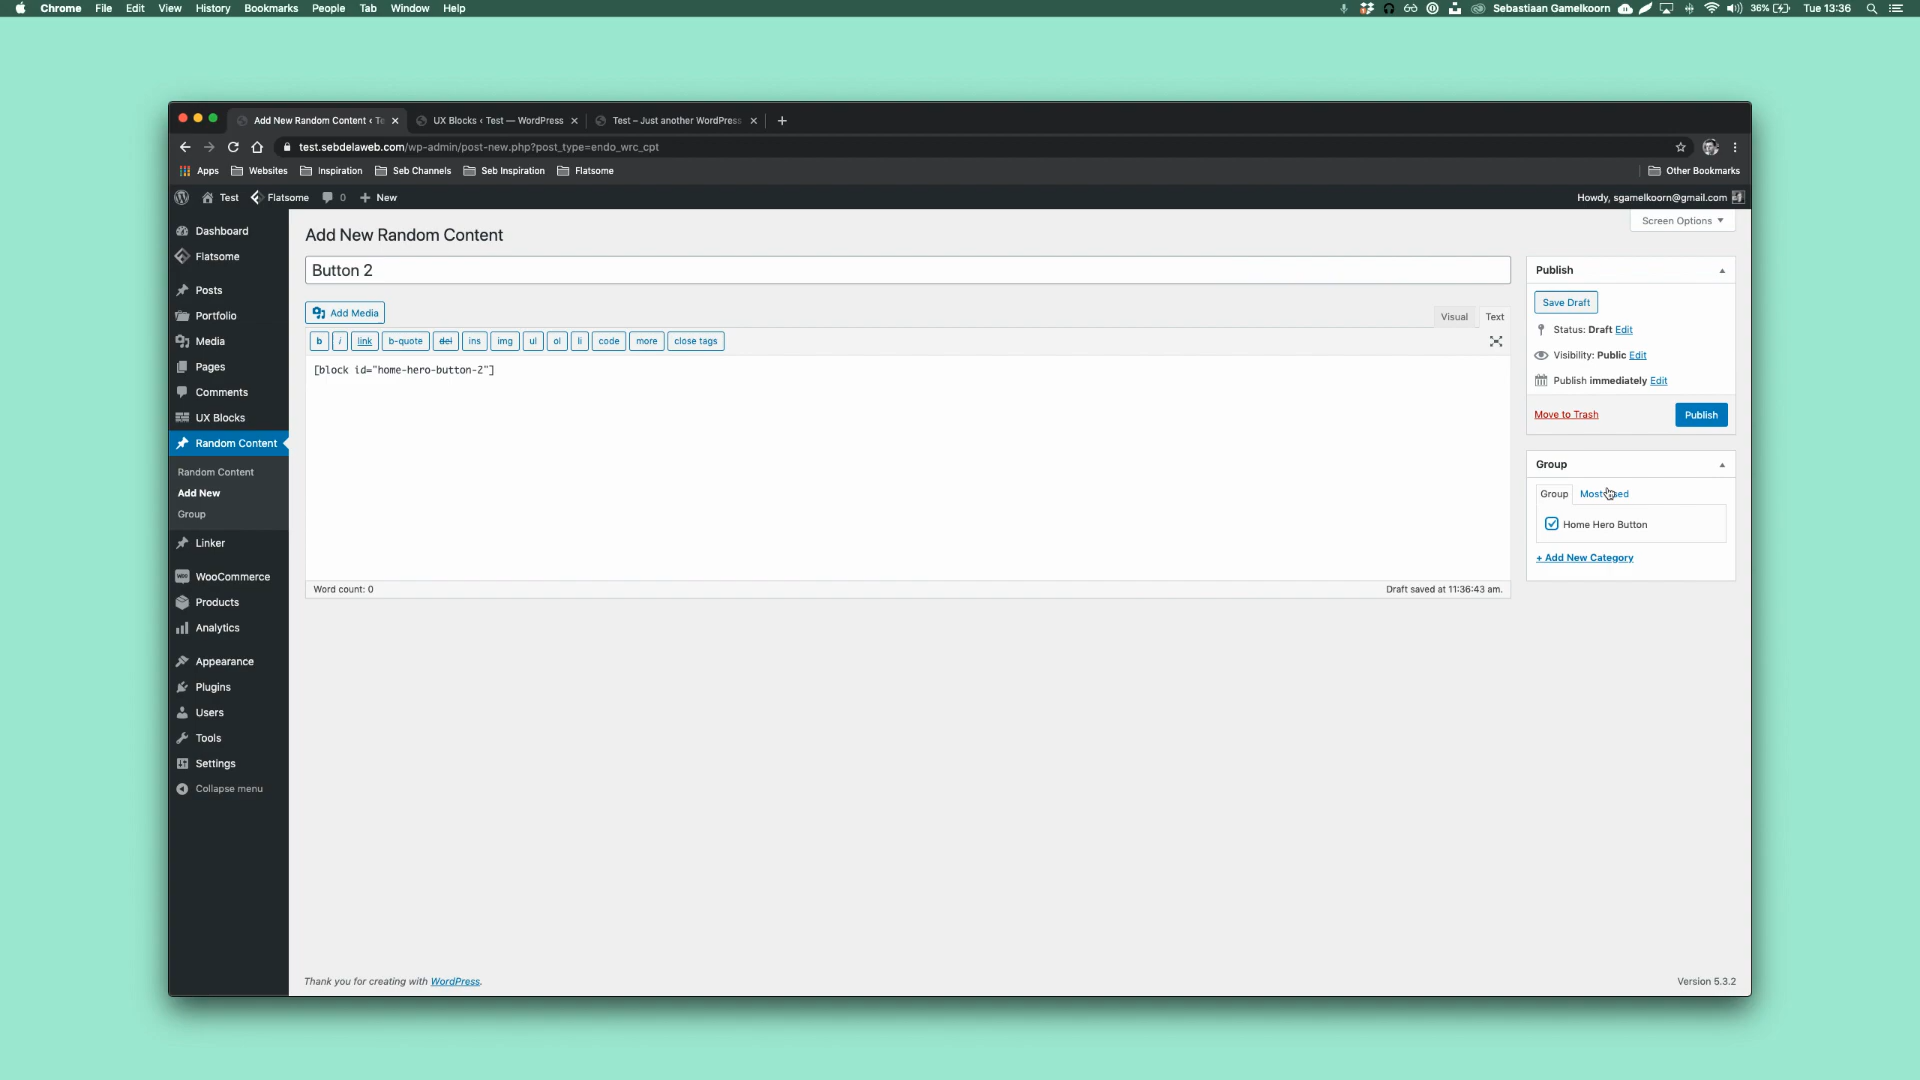 Chrome File Edit View History Bookmarks People Tab Window Help
Sebastiaan Gamelkoorn 36% Tue 13:36
Add New Random Content ‹ Te
UX Blocks ‹ Test — WordPress
Test – Just another WordPress
test.sebdelaweb.com/wp-admin/post-new.php?post_type=endo_wrc_cpt
Apps Websites Inspiration Seb Channels Seb Inspiration Flatsome Other Bookmarks
Test Flatsome 0 New Howdy, sgamelkoorn@gmail.com
Screen Options
Dashboard
Flatsome
Posts
Portfolio
Media
Pages
Comments
UX Blocks
Random Content
Random Content
Add New
Group
Linker
WooCommerce
Products
Analytics
Appearance
Plugins
Users
Tools
Settings
Collapse menu
Add New Random Content
Button 2
Add Media
Visual Text
b i link b-quote del ins img ul ol li code more close tags
[block id="home-hero-button-2"]
Word count: 0 Draft saved at 11:36:43 am.
Publish
Save Draft
Status: Draft Edit
Visibility: Public Edit
Publish immediately Edit
Move to Trash Publish
Group
Group
Home Hero Button
+ Add New Category
Thank you for creating with WordPress.
Version 5.3.2